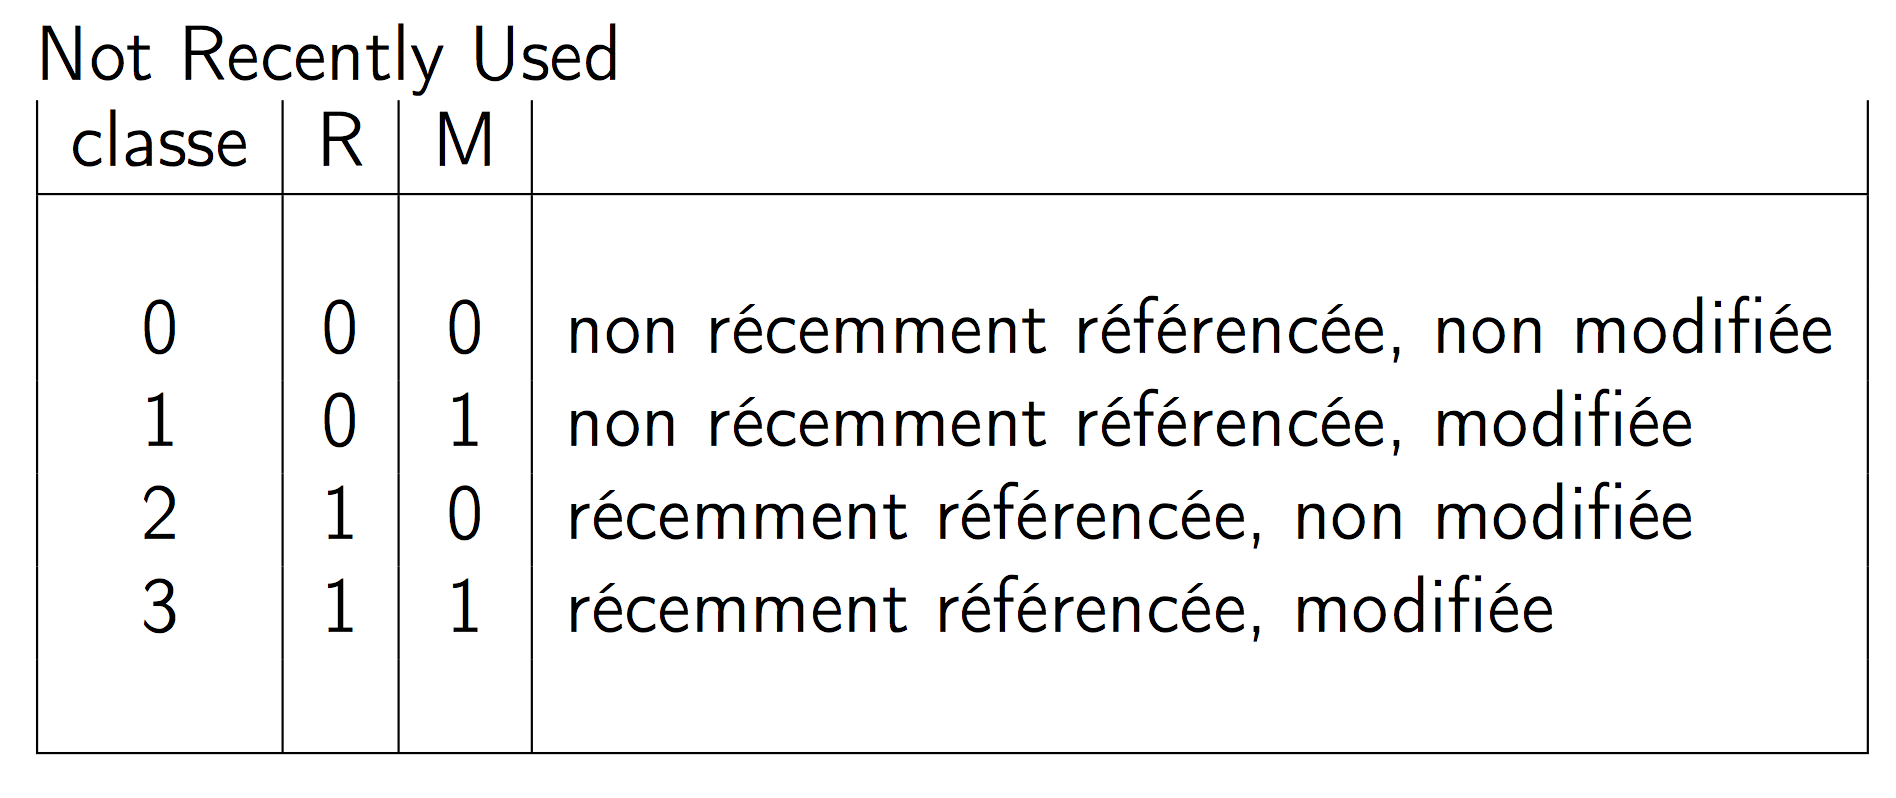 Not Recently Used
classe R M
0 0 0 non récemment référencée, non modifiée
1 0 1 non récemment référencée, modifiée
2 1 0 récemment référencée, non modifiée
3 1 1 récemment référencée, modifiée